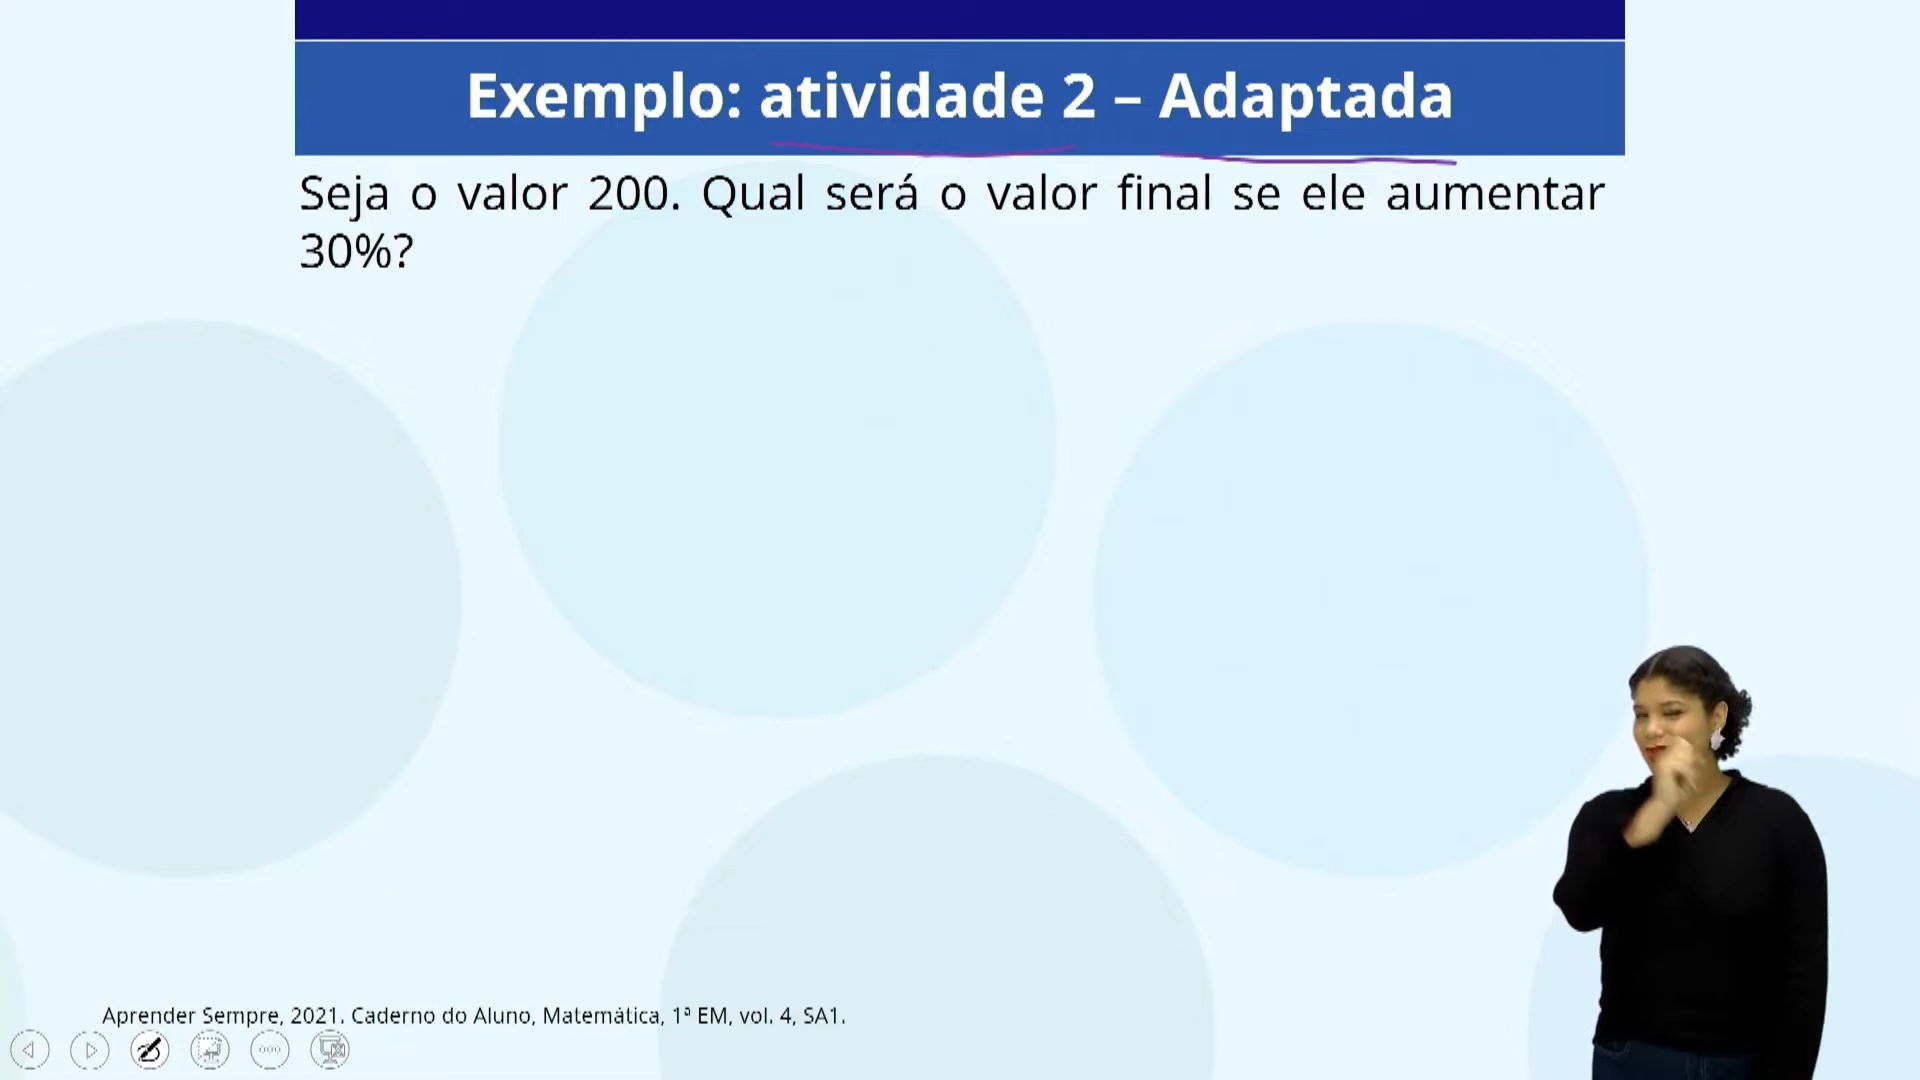 Exemplo: atividade 2 – Adaptada
Seja o valor 200. Qual será o valor final se ele aumentar
30%?
Aprender Sempre, 2021. Caderno do Aluno, Matemática, 1ª EM, vol. 4, SA1.